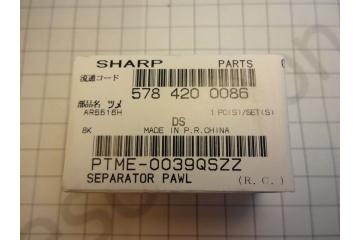 SHARP PARTS
流通コード
578 420 0086
部品名 ツメ
AR5516H 1 PC(S)/SET(S)
DS
8K MADE IN P.R.CHINA
PTME-0039QSZZ
SEPARATOR PAWL (R.C.)